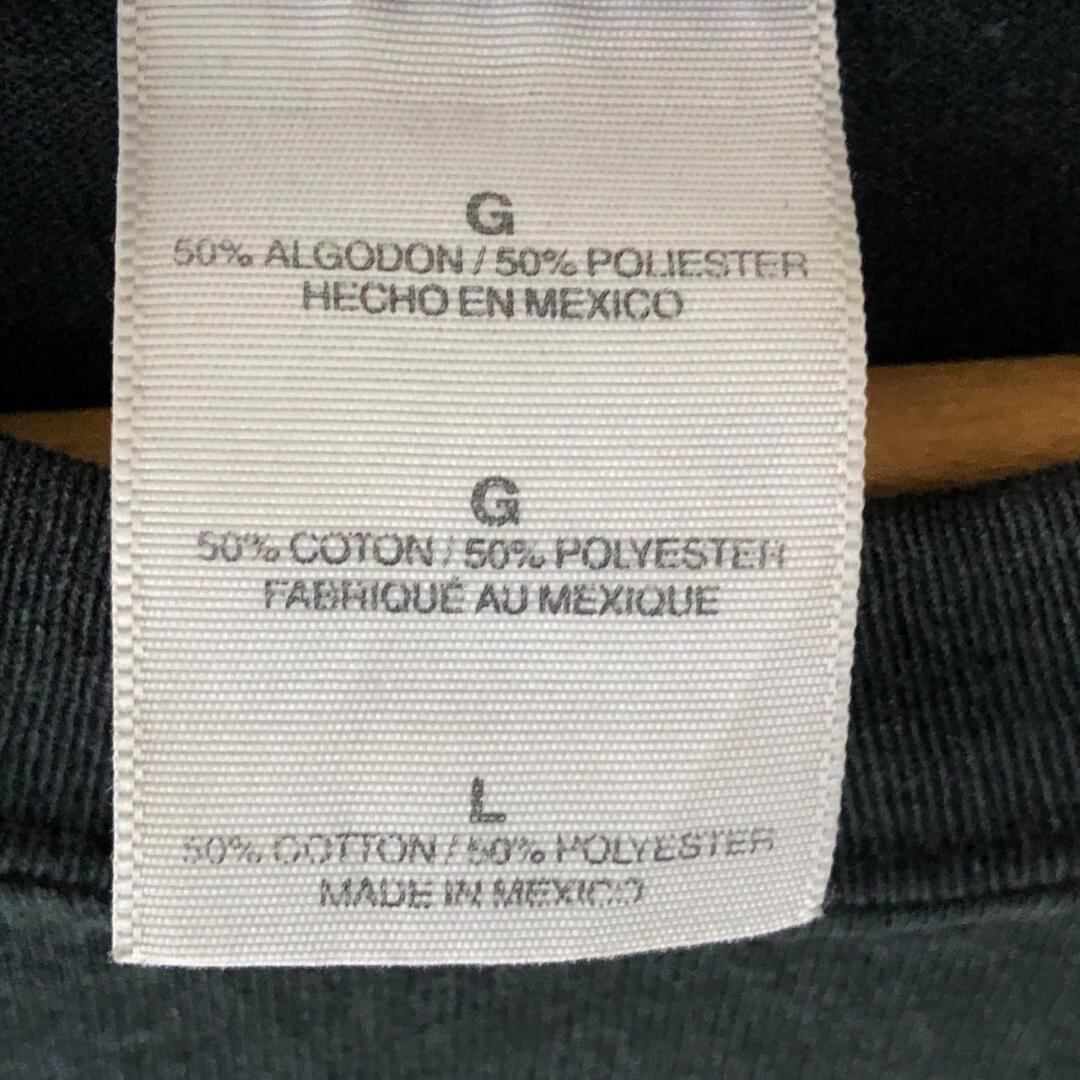 G
50% ALGODON / 50% POLIESTER
HECHO EN MEXICO
G
50% COTON / 50% POLYESTER
FABRIQUÉ AU MEXIQUE
L
50% COTTON / 50% POLYESTER
MADE IN MEXICO